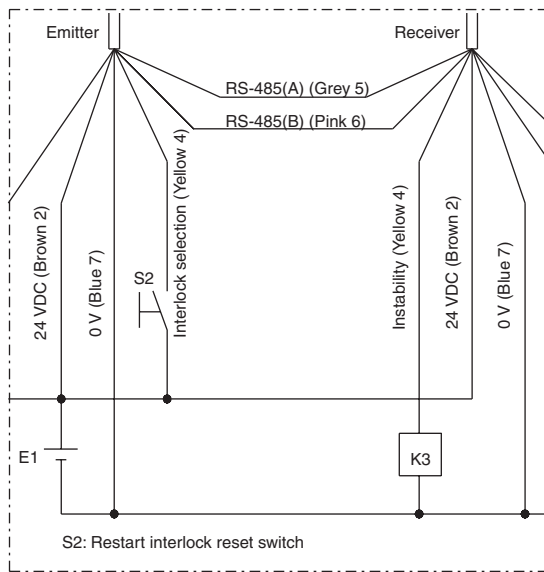 Emitter
Receiver
RS-485(A) (Grey 5)
RS-485(B) (Pink 6)
24 VDC (Brown 2)
0 V (Blue 7)
S2
Interlock selection (Yellow 4)
Instability (Yellow 4)
24 VDC (Brown 2)
0 V (Blue 7)
E1
K3
S2: Restart interlock reset switch